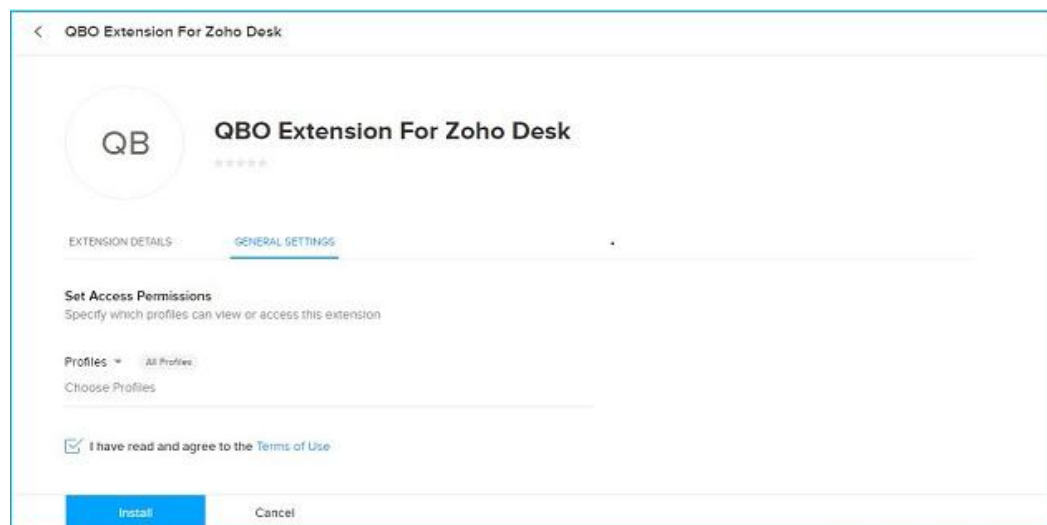 QBO Extension For Zoho Desk
QB
QBO Extension For Zoho Desk
EXTENSION DETAILS GENERAL SETTINGS
Set Access Permissions
Specify which profiles can view or access this extension
Profiles All Profiles
Choose Profiles
I have read and agree to the Terms of Use
Install Cancel